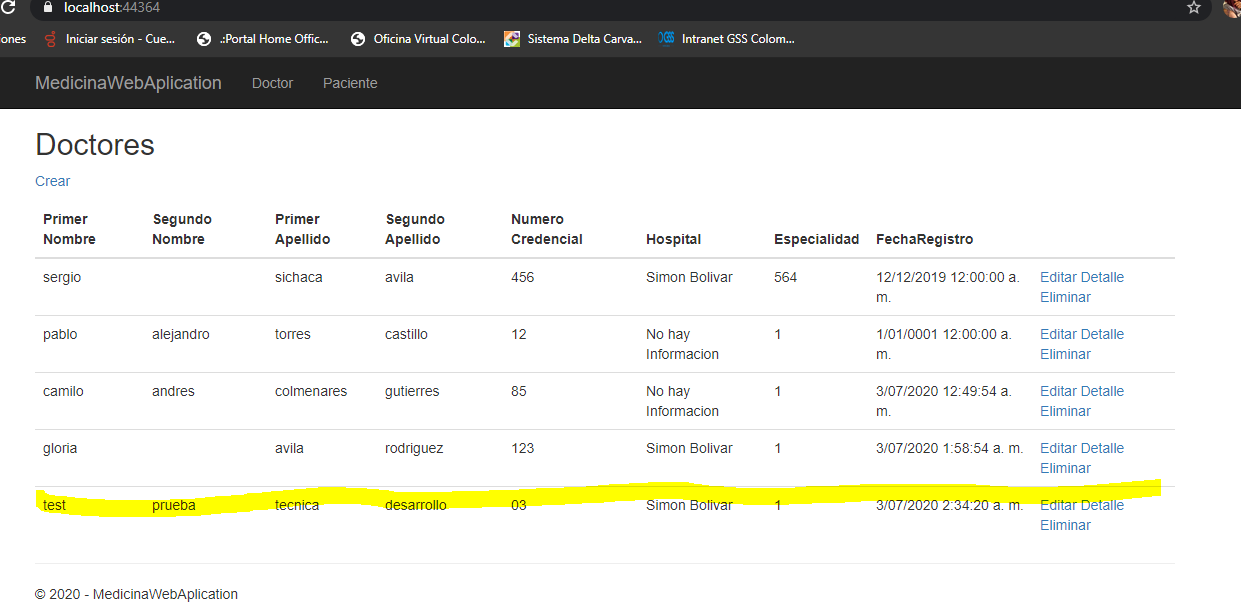 localhost:44364
iones Iniciar sesión - Cue... .:Portal Home Offic... Oficina Virtual Colo... Sistema Delta Carva... Intranet GSS Colom...
MedicinaWebAplication Doctor Paciente
Doctores
Crear
Primer Nombre Segundo Nombre Primer Apellido Segundo Apellido Numero Credencial Hospital Especialidad FechaRegistro
sergio sichaca avila 456 Simon Bolivar 564 12/12/2019 12:00:00 a. m. Editar Detalle Eliminar
pablo alejandro torres castillo 12 No hay Informacion 1 1/01/0001 12:00:00 a. m. Editar Detalle Eliminar
camilo andres colmenares gutierres 85 No hay Informacion 1 3/07/2020 12:49:54 a. m. Editar Detalle Eliminar
gloria avila rodriguez 123 Simon Bolivar 1 3/07/2020 1:58:54 a. m. Editar Detalle Eliminar
test prueba tecnica desarrollo 03 Simon Bolivar 1 3/07/2020 2:34:20 a. m. Editar Detalle Eliminar
© 2020 - MedicinaWebAplication